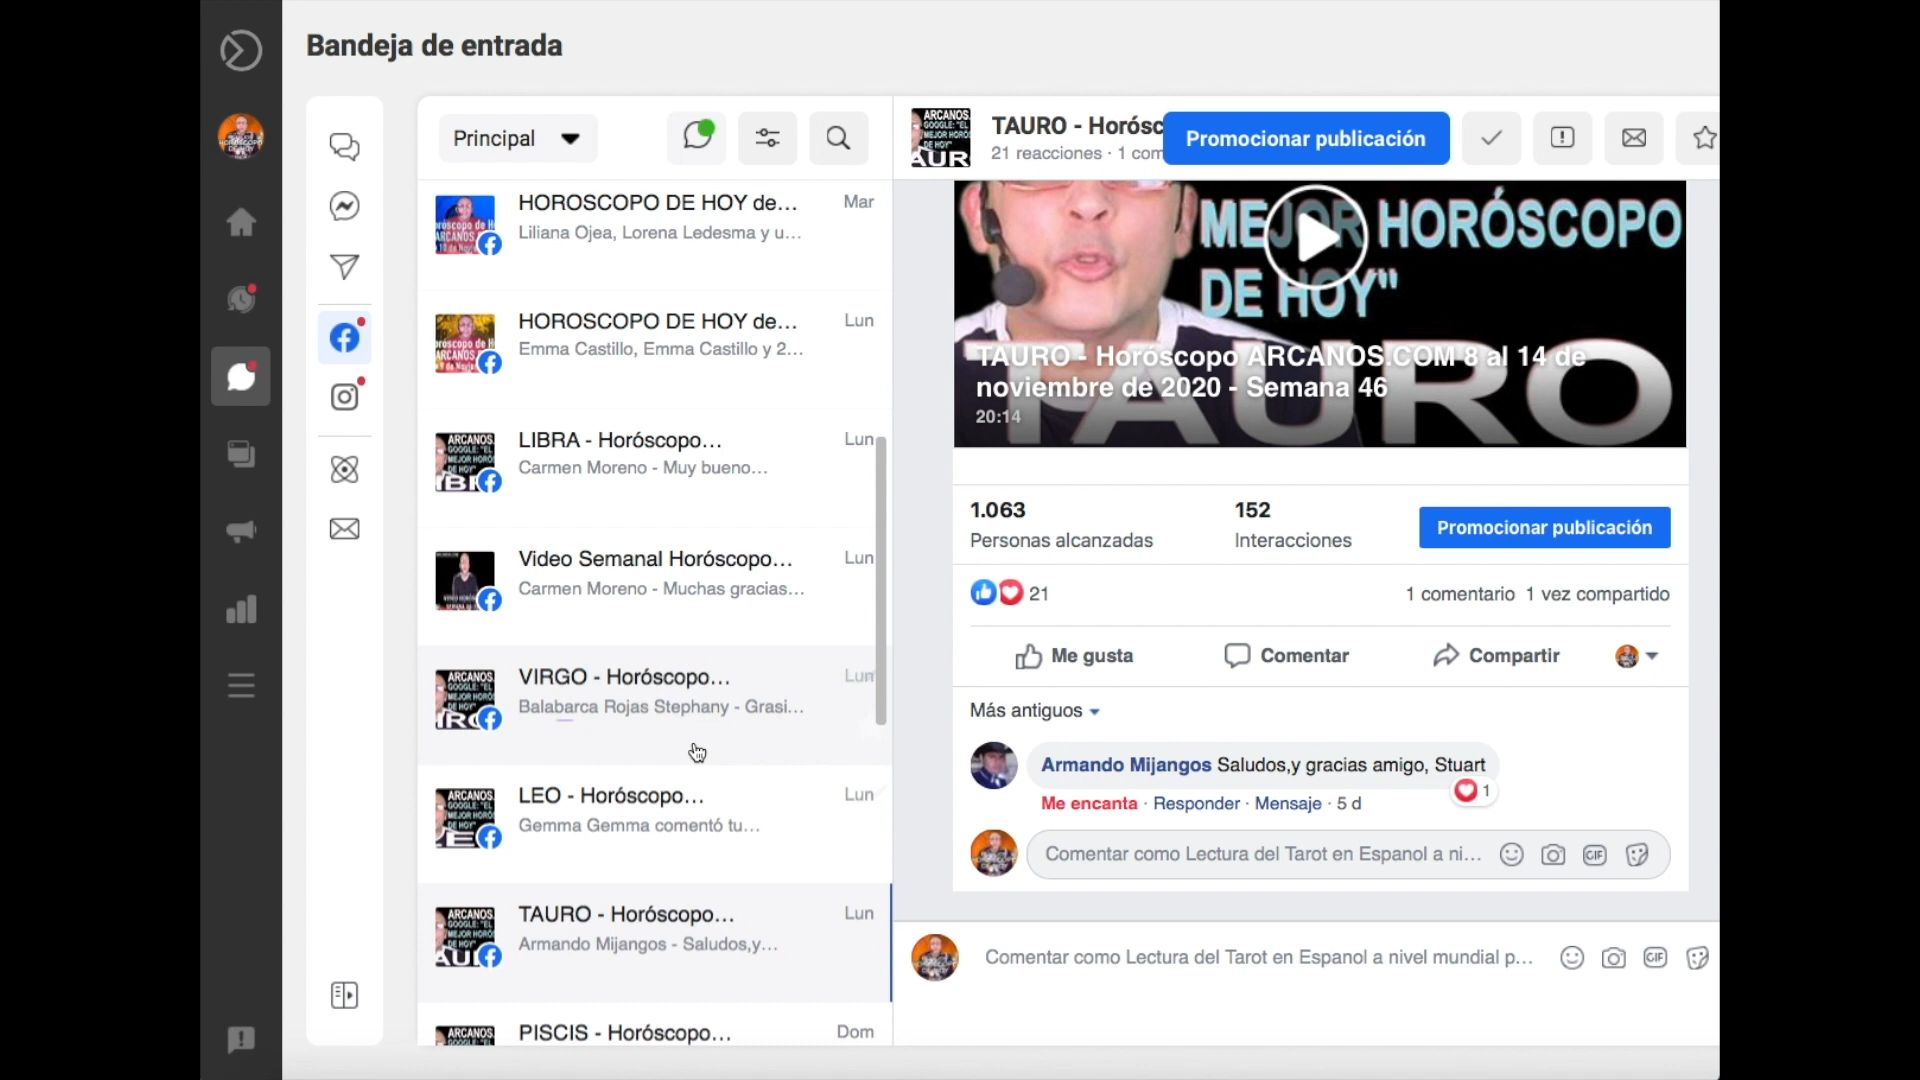 Bandeja de entrada
Principal
HOROSCOPO DE HOY de...
Mar
Liliana Ojea, Lorena Ledesma y u...
HOROSCOPO DE HOY de...
Lun
Emma Castillo, Emma Castillo y 2...
LIBRA - Horóscopo...
Lun
Carmen Moreno - Muy bueno...
Video Semanal Horóscopo...
Lun
Carmen Moreno - Muchas gracias...
VIRGO - Horóscopo...
Lun
Balabarca Rojas Stephany - Grasi...
LEO - Horóscopo...
Lun
Gemma Gemma comentó tu...
TAURO - Horóscopo...
Lun
Armando Mijangos - Saludos,y...
PISCIS - Horóscopo...
Dom
TAURO - Horósc
21 reacciones · 1 com
Promocionar publicación
MEJOR HORÓSCOPO
DE HOY"
TAURO
TAURO - Horóscopo ARCANOS.COM 8 al 14 de
noviembre de 2020 - Semana 46
20:14
1.063
Personas alcanzadas
152
Interacciones
Promocionar publicación
21
1 comentario 1 vez compartido
Me gusta
Comentar
Compartir
Más antiguos
Armando Mijangos Saludos,y gracias amigo, Stuart
1
Me encanta · Responder · Mensaje · 5 d
Comentar como Lectura del Tarot en Espanol a ni...
GIF
Comentar como Lectura del Tarot en Espanol a nivel mundial p...
GIF